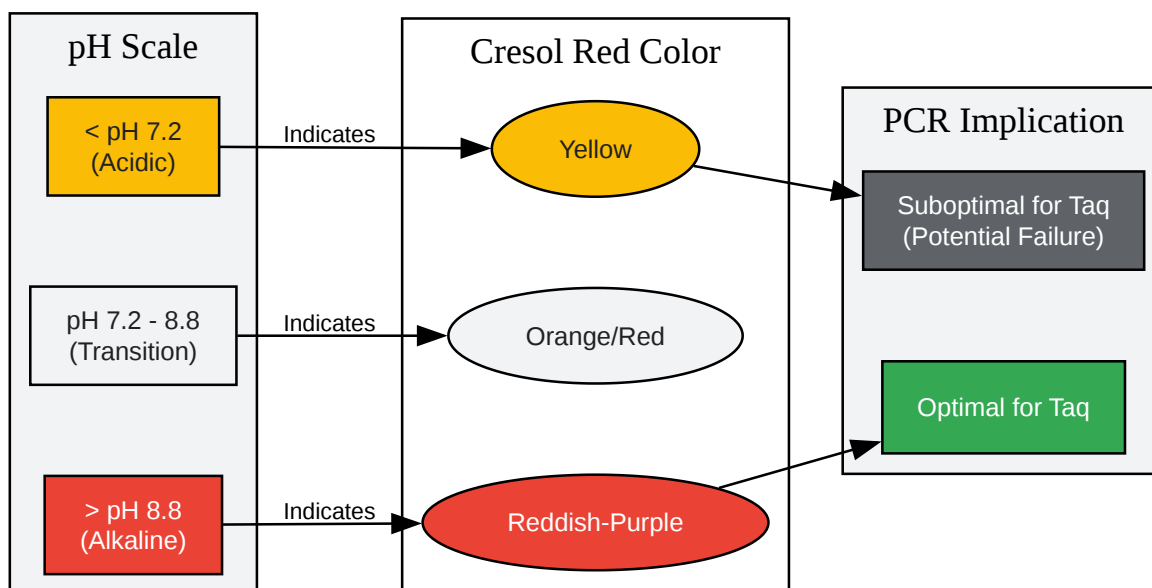 pH Scale
< pH 7.2
(Acidic)
pH 7.2 - 8.8
(Transition)
> pH 8.8
(Alkaline)
Indicates
Indicates
Indicates
Cresol Red Color
Yellow
Orange/Red
Reddish-Purple
PCR Implication
Suboptimal for Taq
(Potential Failure)
Optimal for Taq